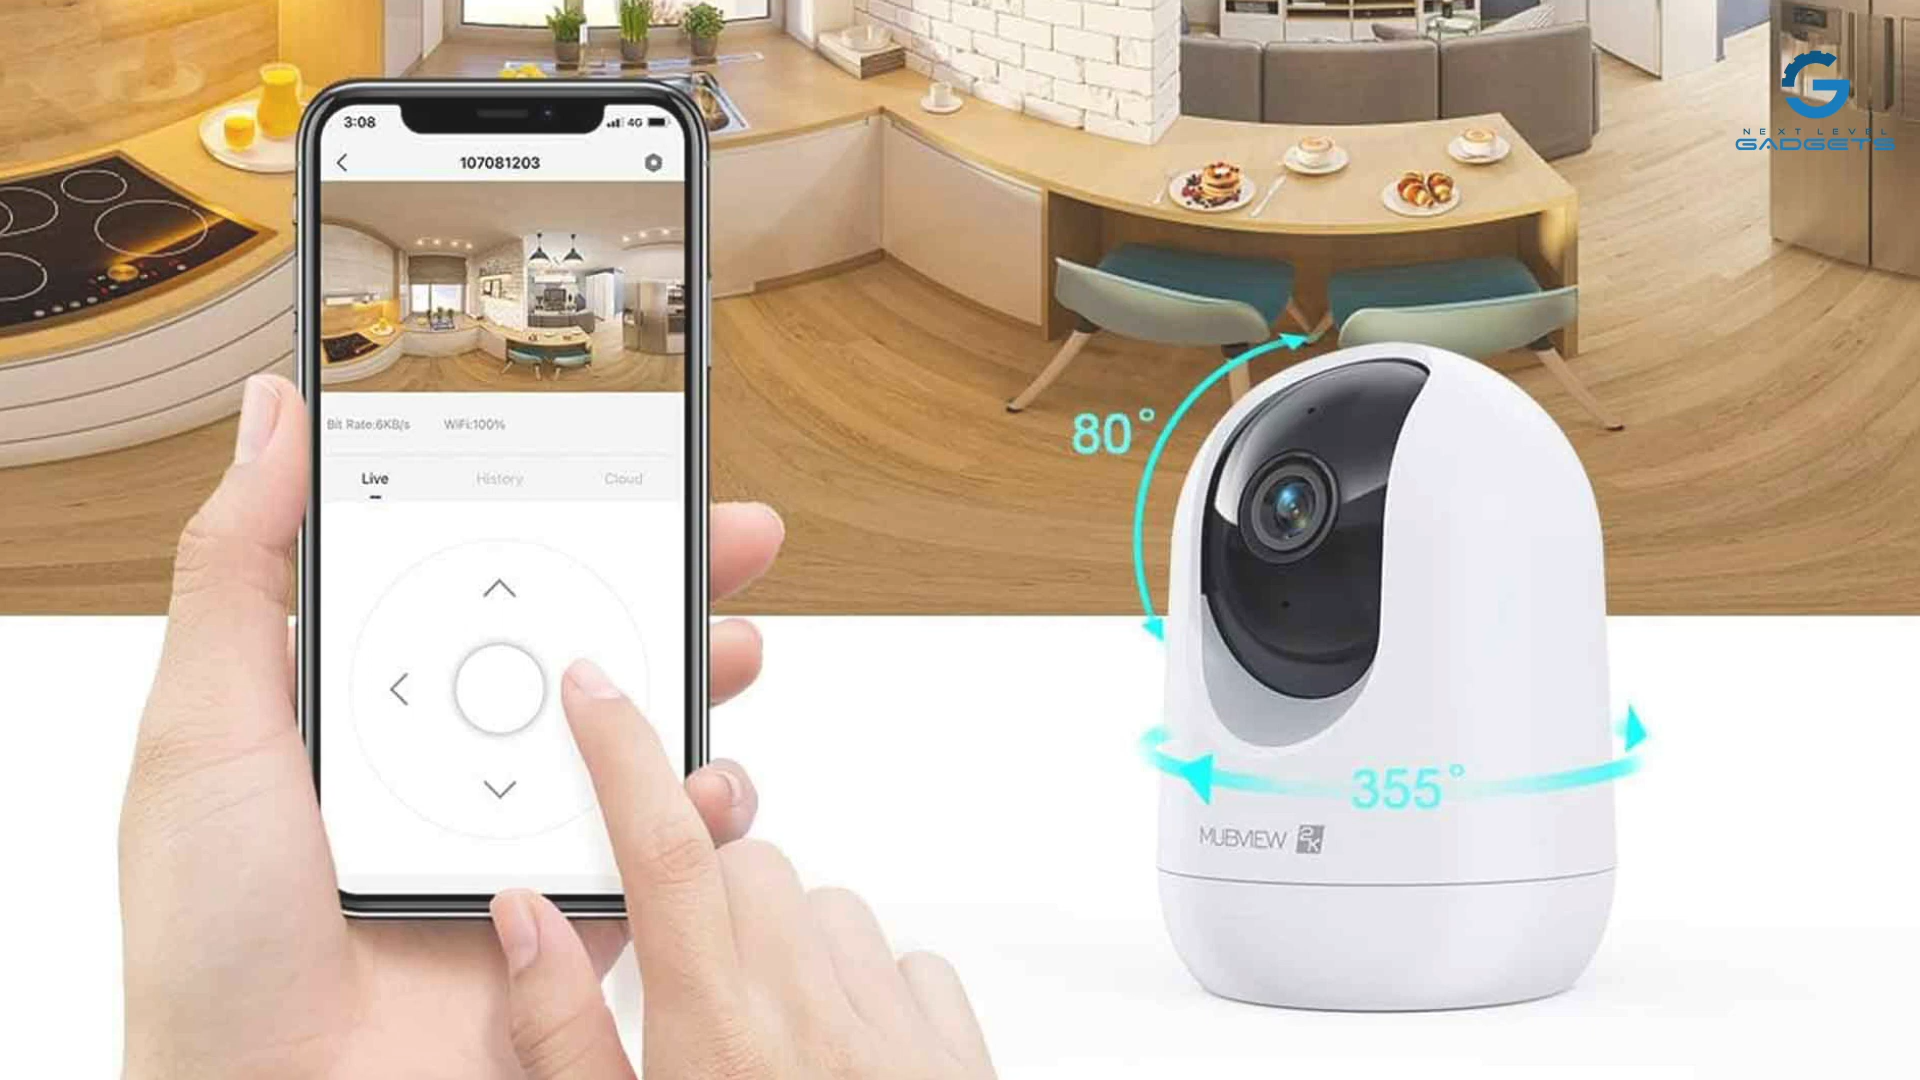 3:08
4G
107081203
Bit Rate:6KB/s WiFi:100%
Live History Cloud
80°
355°
MUBVIEW 2K
NEXT LEVEL
GADGETS